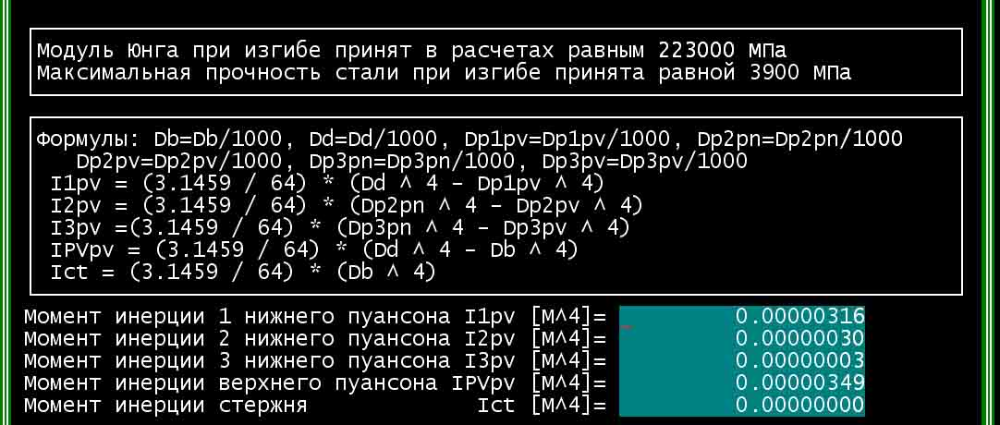 Модуль Юнга при изгибе принят в расчетах равным 223000 МПа
Максимальная прочность стали при изгибе принята равной 3900 МПа
Формулы: Db=Db/1000, Dd=Dd/1000, Dp1pv=Dp1pv/1000, Dp2pn=Dp2pn/1000
Dp2pv=Dp2pv/1000, Dp3pn=Dp3pn/1000, Dp3pv=Dp3pv/1000
I1pv = (3.1459 / 64) * (Dd ^ 4 - Dp1pv ^ 4)
I2pv = (3.1459 / 64) * (Dp2pn ^ 4 - Dp2pv ^ 4)
I3pv =(3.1459 / 64) * (Dp3pn ^ 4 - Dp3pv ^ 4)
IPVpv = (3.1459 / 64) * (Dd ^ 4 - Db ^ 4)
Ict = (3.1459 / 64) * (Db ^ 4)
Момент инерции 1 нижнего пуансона I1pv [М^4]= 0.00000316
Момент инерции 2 нижнего пуансона I2pv [М^4]= 0.00000030
Момент инерции 3 нижнего пуансона I3pv [М^4]= 0.00000003
Момент инерции верхнего пуансона IPVpv [М^4]= 0.00000349
Момент инерции стержня Ict [М^4]= 0.00000000